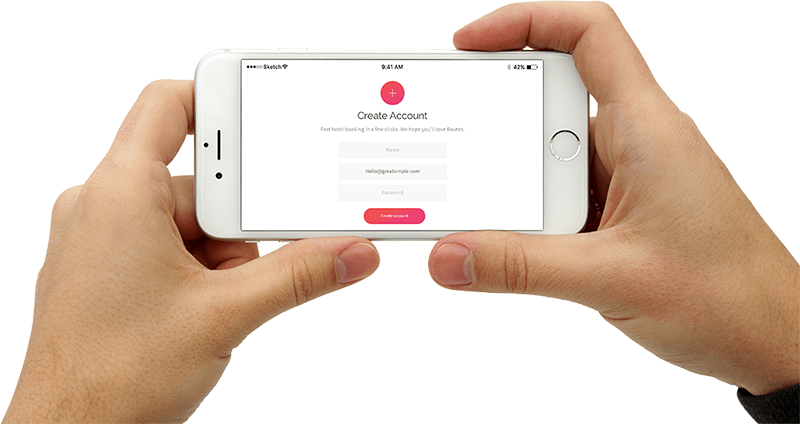 Sketch
9:41 AM
42%
Create Account
Fast hotel booking in a few clicks. We hope you'll love Routes.
Name
Hello@greatsimple.com
Password
Create account